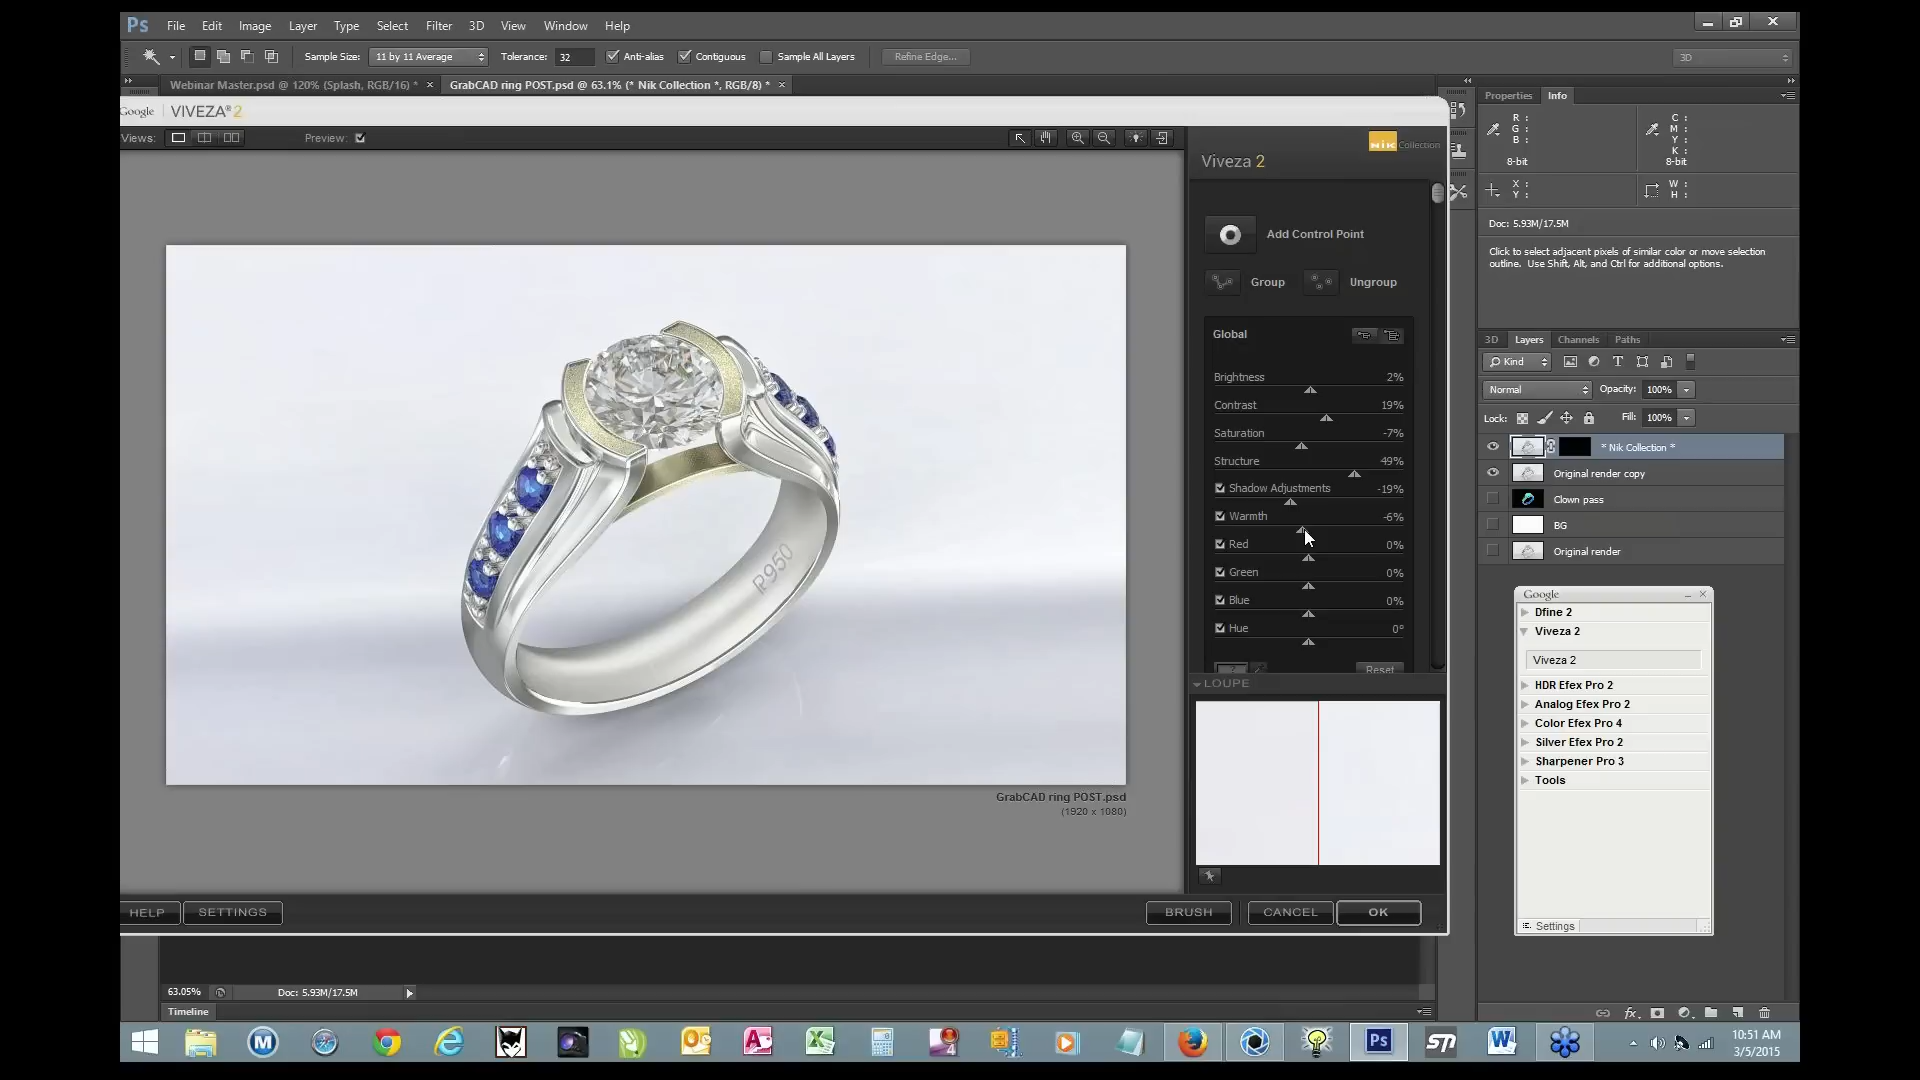 Ps File Edit Image Layer Type Select Filter 3D View Window Help
Sample Size: 11 by 11 Average Tolerance: 32 Anti-alias Contiguous Sample All Layers Refine Edge... 3D
Webinar Master.psd @ 120% (Splash, RGB/16) * × GrabCAD ring POST.psd @ 63.1% (* Nik Collection *, RGB/8) * ×
Google VIVEZA® 2
Views: Preview:
Nik Collection
Viveza 2
Add Control Point
Group Ungroup
Global
Brightness 2%
Contrast 19%
Saturation -7%
Structure 49%
Shadow Adjustments -19%
Warmth -6%
Red 0%
Green 0%
Blue 0%
Hue 0°
Reset
LOUPE
P950
GrabCAD ring POST.psd
(1920 x 1080)
HELP SETTINGS BRUSH CANCEL OK
63.05% Doc: 5.93M/17.5M
Timeline
Properties Info
R : C :
G : M :
B : Y :
K :
8-bit 8-bit
X : W :
Y : H :
Doc: 5.93M/17.5M
Click to select adjacent pixels of similar color or move selection
outline. Use Shift, Alt, and Ctrl for additional options.
3D Layers Channels Paths
Kind
Normal Opacity: 100%
Lock: Fill: 100%
* Nik Collection *
Original render copy
Clown pass
BG
Original render
Google
Dfine 2
Viveza 2
Viveza 2
HDR Efex Pro 2
Analog Efex Pro 2
Color Efex Pro 4
Silver Efex Pro 2
Sharpener Pro 3
Tools
Settings
fx
10:51 AM
3/5/2015